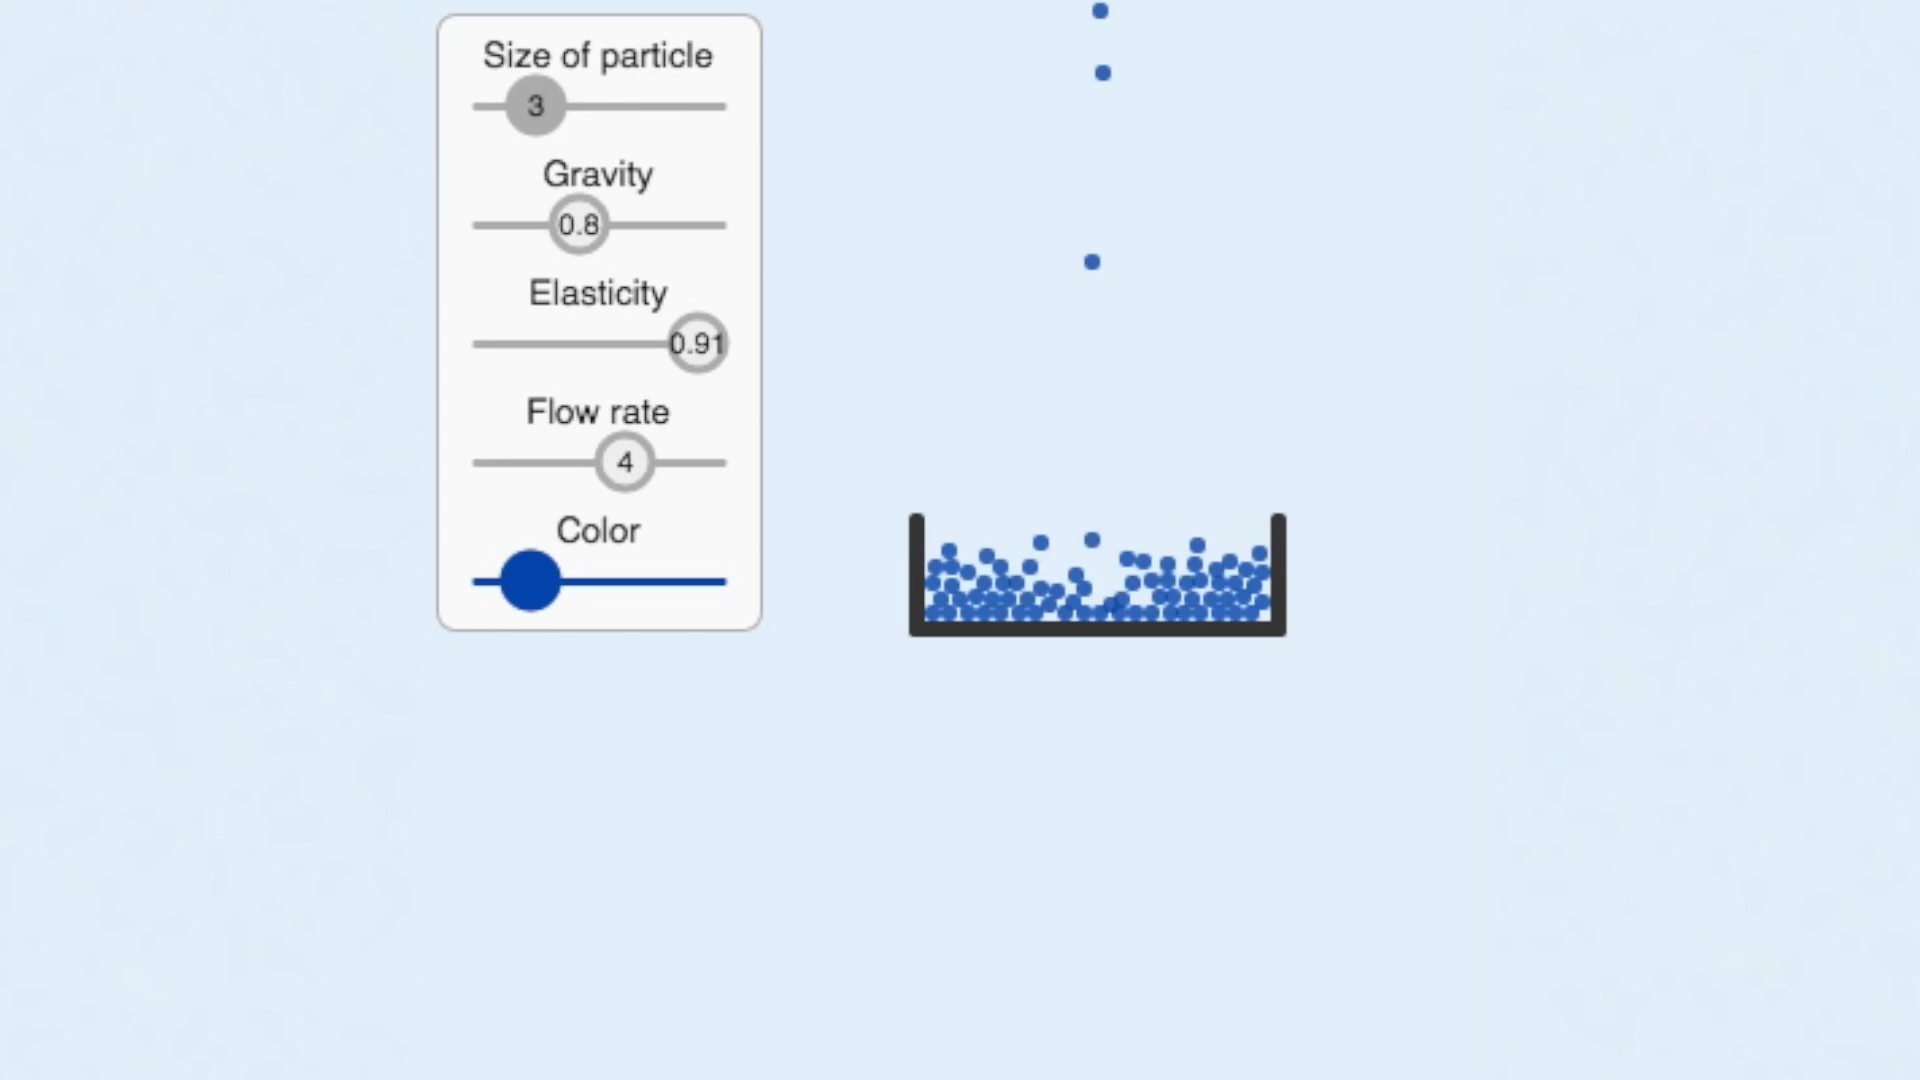 Size of particle
3
Gravity
0.8
Elasticity
0.91
Flow rate
4
Color